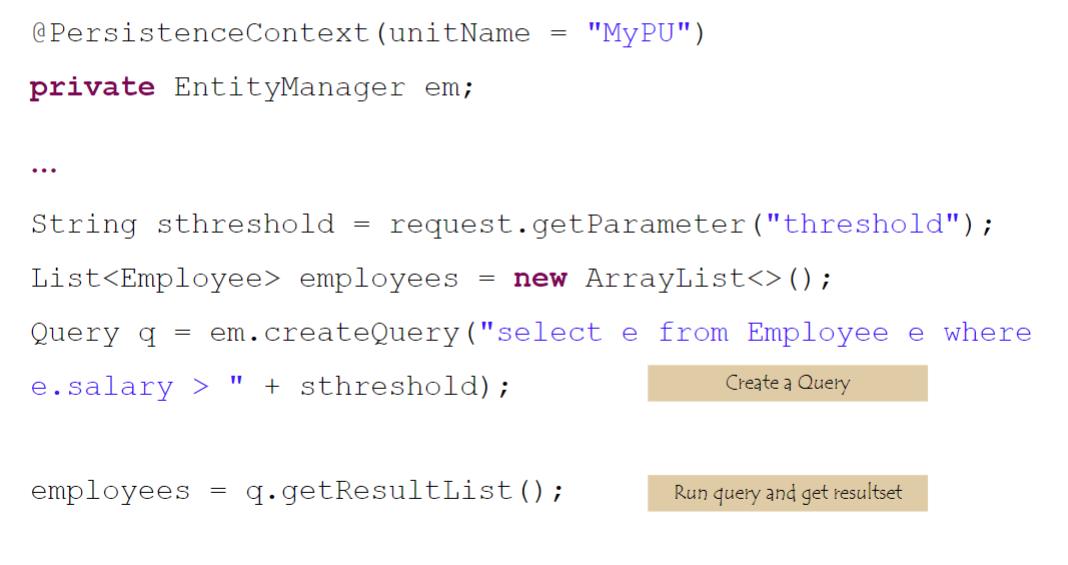 @PersistenceContext(unitName = "MyPU")
private EntityManager em;
…
String sthreshold = request.getParameter("threshold");
List<Employee> employees = new ArrayList<>();
Query q = em.createQuery("select e from Employee e where
e.salary > " + sthreshold);
Create a Query
employees = q.getResultList();
Run query and get resultset